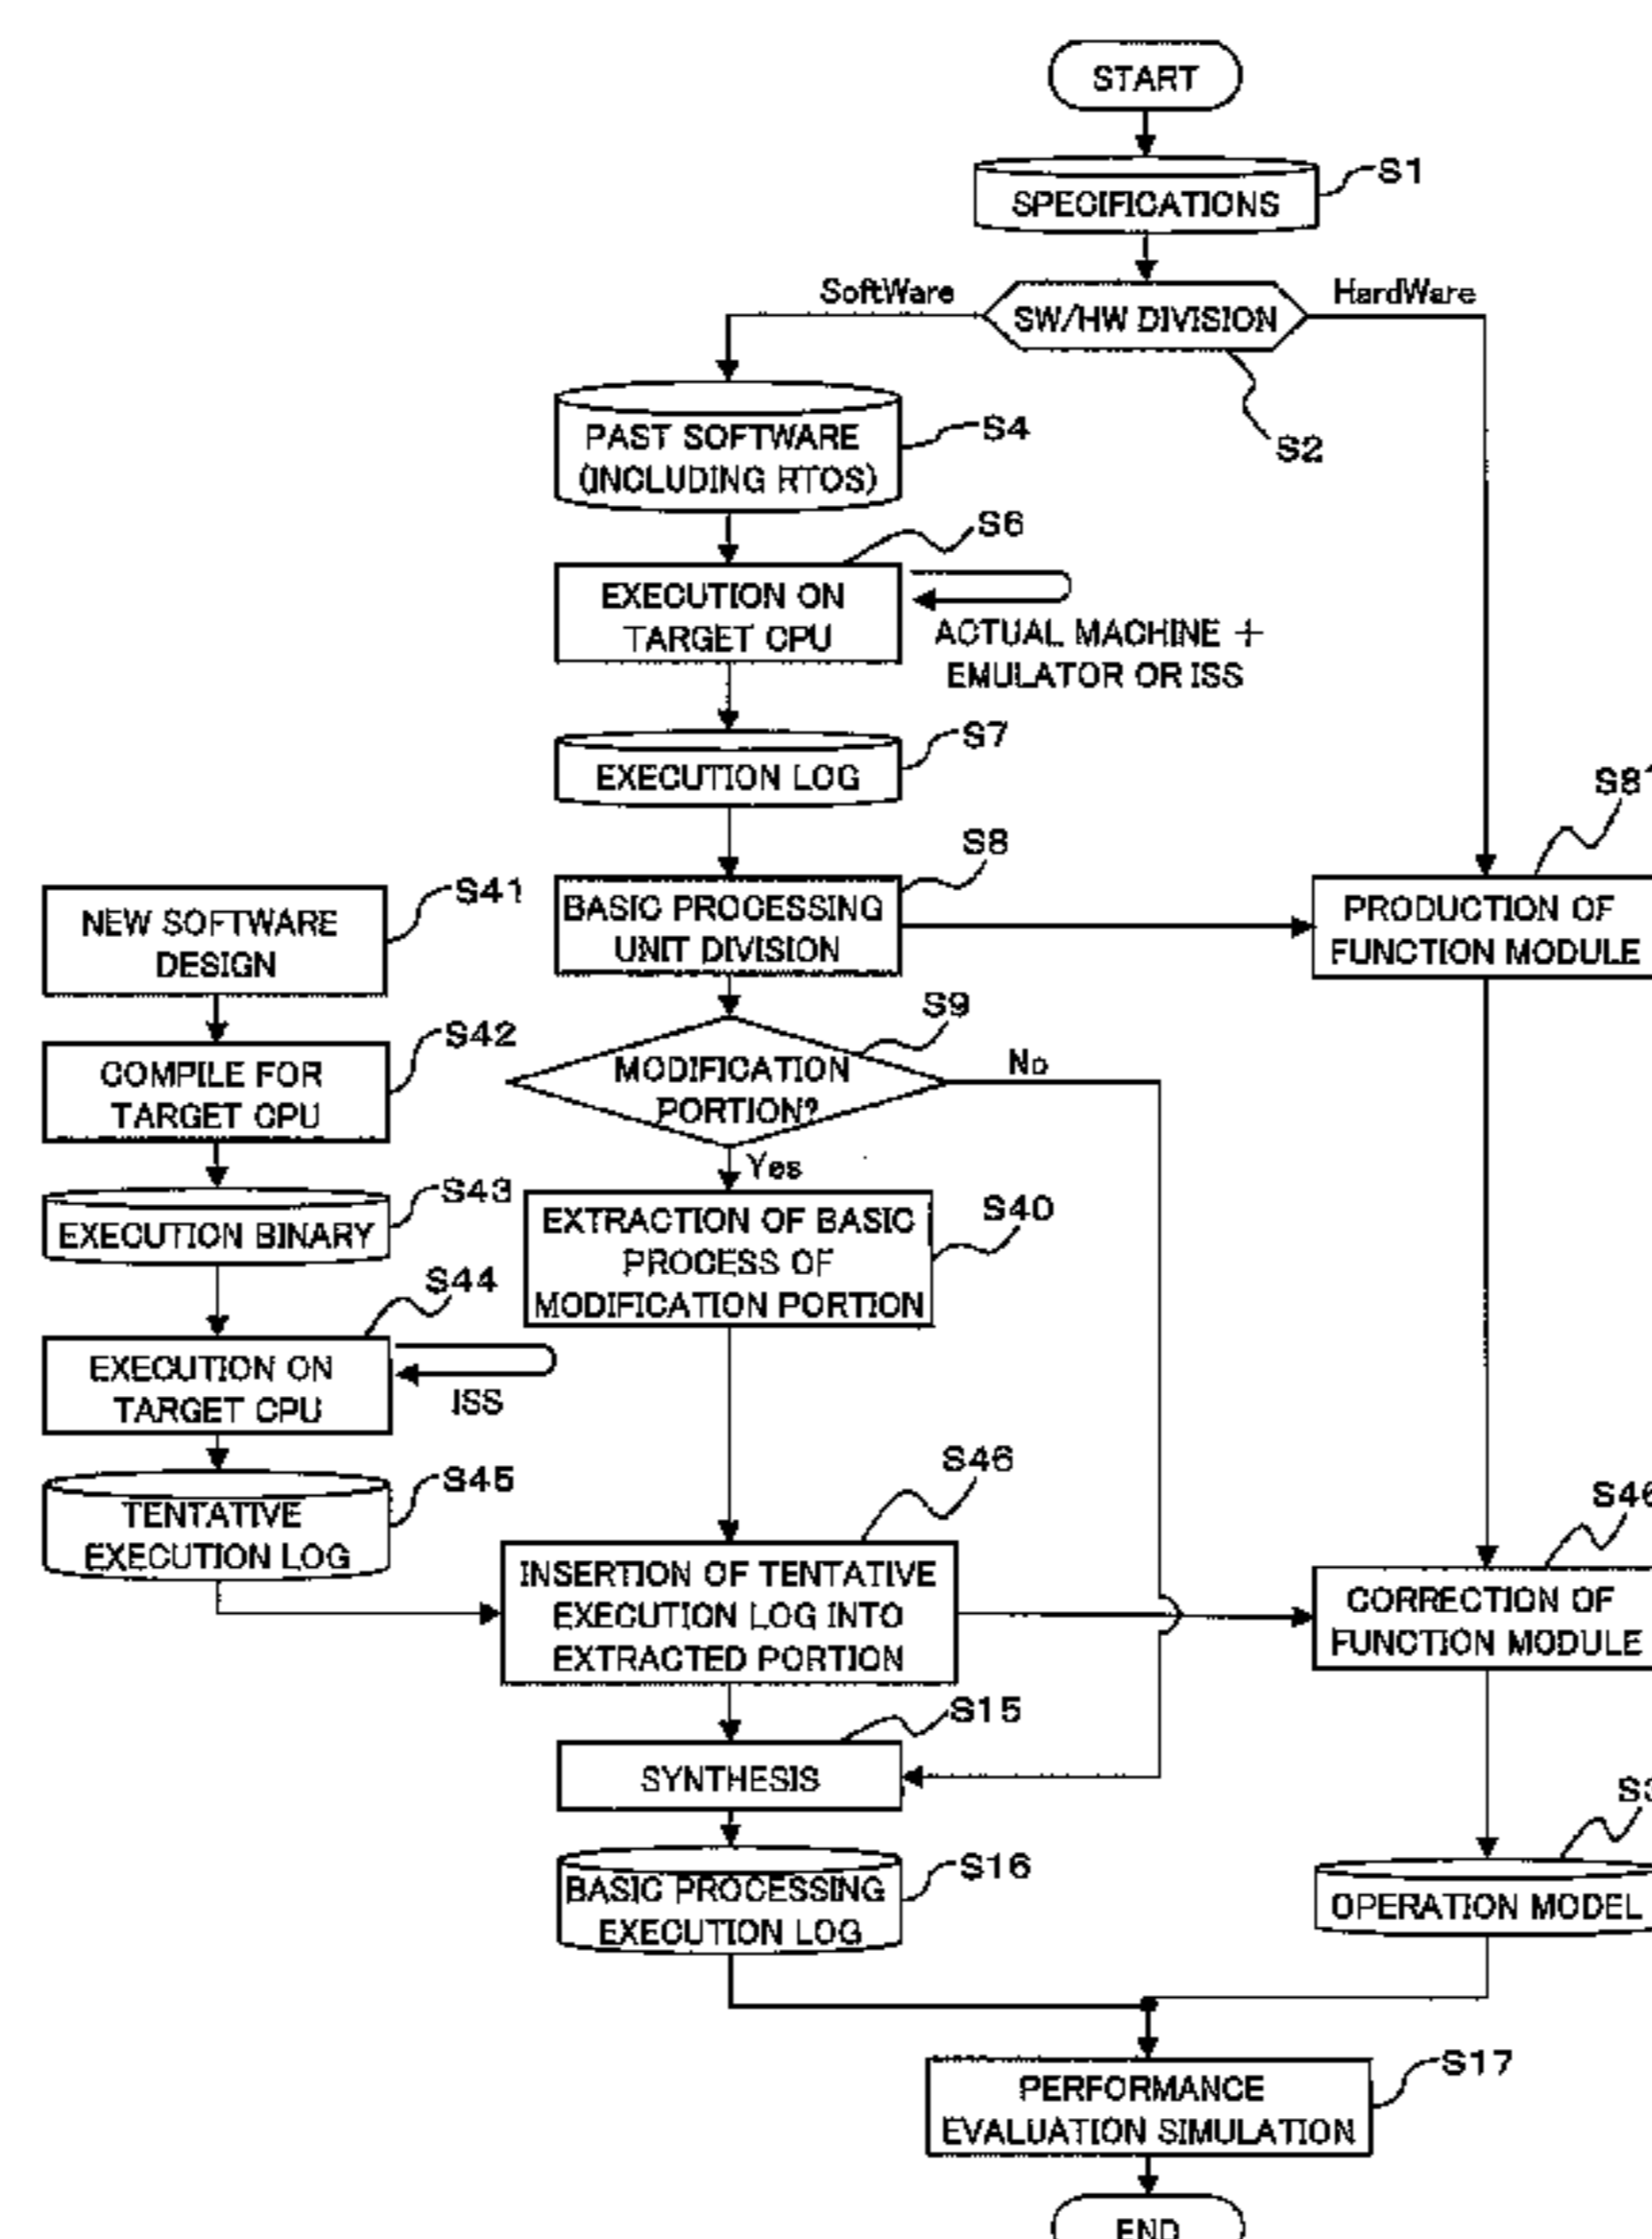 START
SPECIFICATIONS
S1
SoftWare
SW/HW DIVISION
HardWare
S2
PAST SOFTWARE
(INCLUDING RTOS)
S4
S6
EXECUTION ON
TARGET CPU
ACTUAL MACHINE +
EMULATOR OR ISS
S7
EXECUTION LOG
S8
BASIC PROCESSING
UNIT DIVISION
S8'
PRODUCTION OF
FUNCTION MODULE
NEW SOFTWARE
DESIGN
S41
COMPILE FOR
TARGET CPU
S42
S9
MODIFICATION
PORTION?
No
Yes
EXECUTION BINARY
S43
EXTRACTION OF BASIC
PROCESS OF
MODIFICATION PORTION
S40
S44
EXECUTION ON
TARGET CPU
ISS
TENTATIVE
EXECUTION LOG
S45
S46
INSERTION OF TENTATIVE
EXECUTION LOG INTO
EXTRACTED PORTION
S46
CORRECTION OF
FUNCTION MODULE
S15
SYNTHESIS
BASIC PROCESSING
EXECUTION LOG
S16
S3
OPERATION MODEL
PERFORMANCE
EVALUATION SIMULATION
S17
END